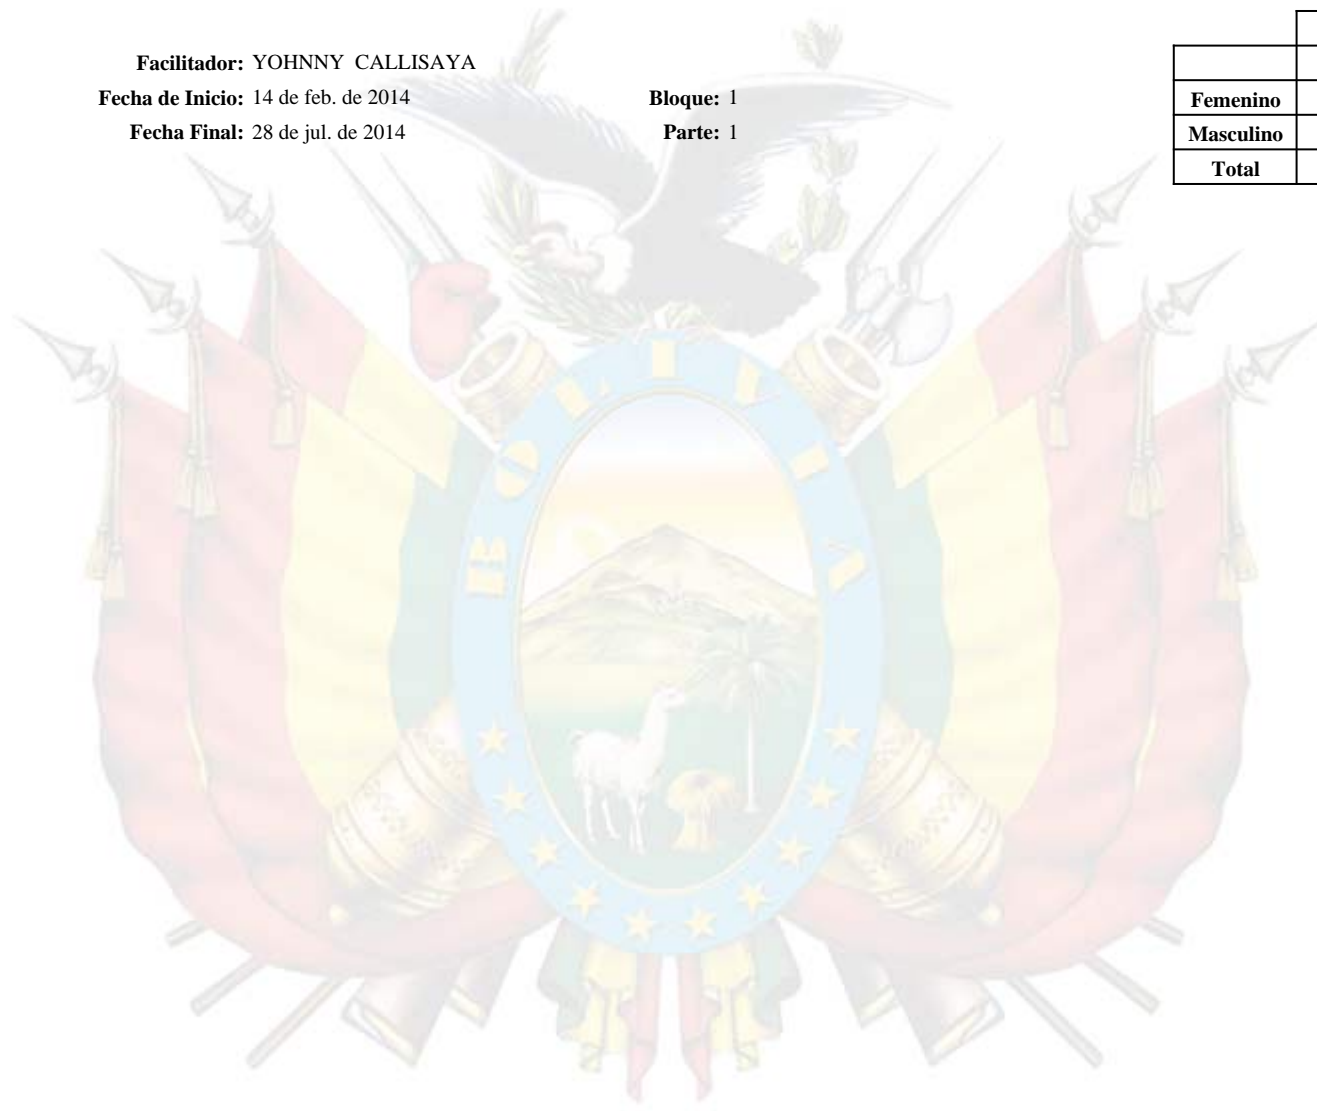 Facilitador: YOHNNY CALLISAYA
Fecha de Inicio: 14 de feb. de 2014 Bloque: 1
Fecha Final: 28 de jul. de 2014 Parte: 1
Femenino
Masculino
Total
BOLIVIA